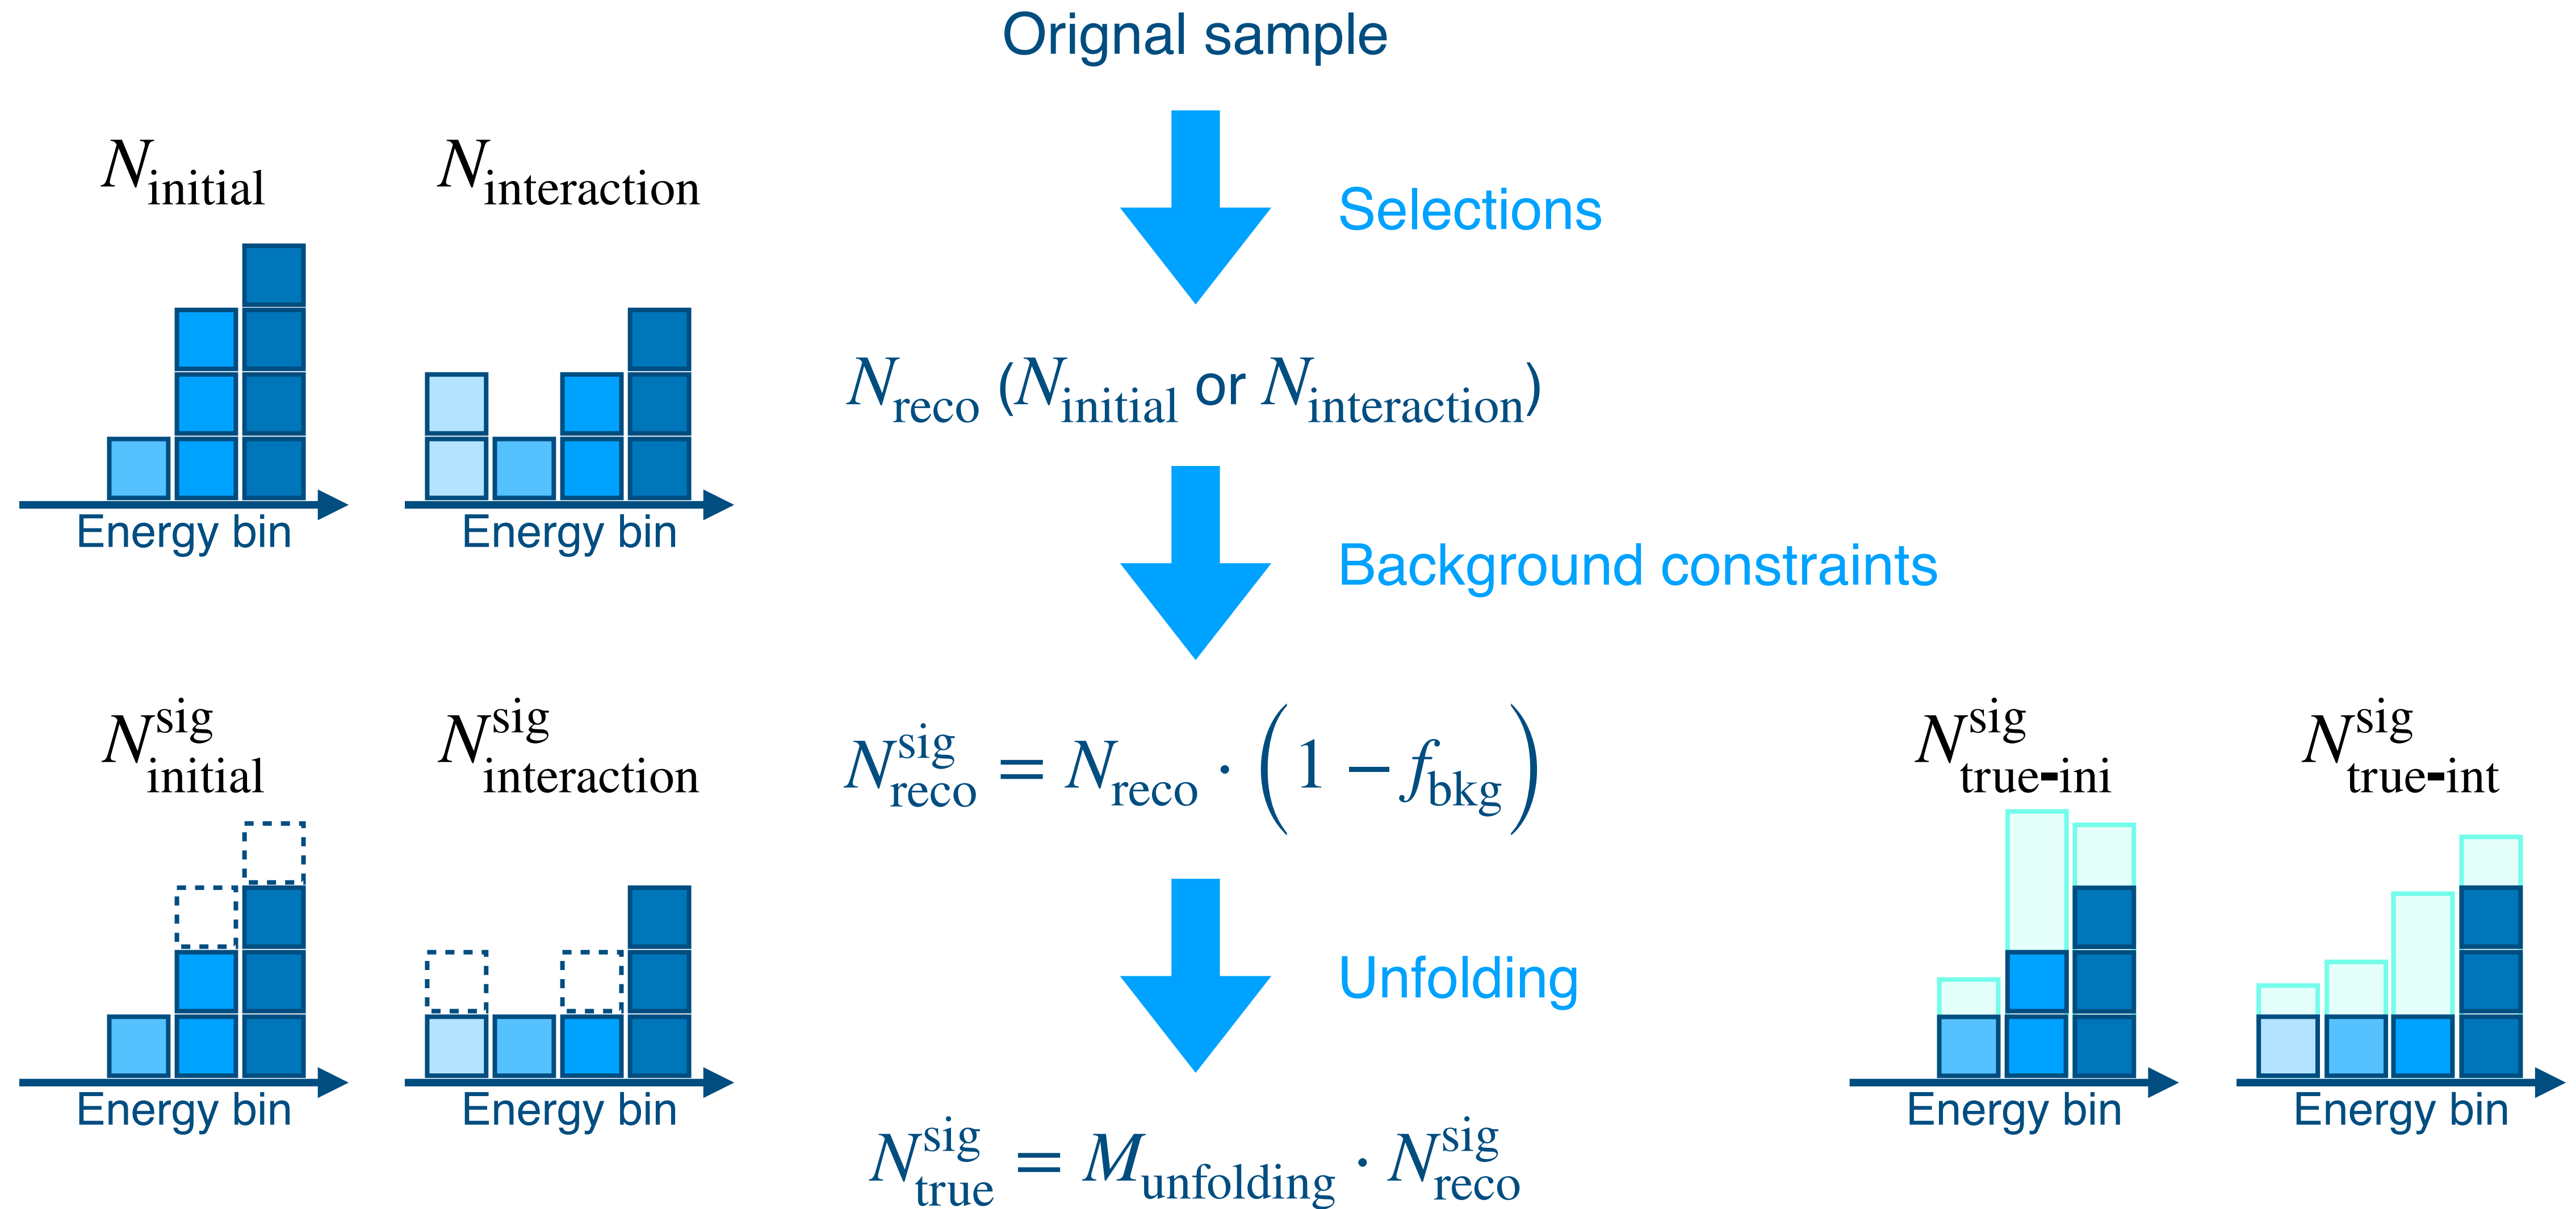 Orignal sample
N_initial
N_interaction
Selections
N_reco (N_initial or N_interaction)
Energy bin
Energy bin
Background constraints
N^sig_initial
N^sig_interaction
N^sig_reco = N_reco · (1 − f_bkg)
N^sig_true-ini
N^sig_true-int
Unfolding
Energy bin
Energy bin
Energy bin
Energy bin
N^sig_true = M_unfolding · N^sig_reco